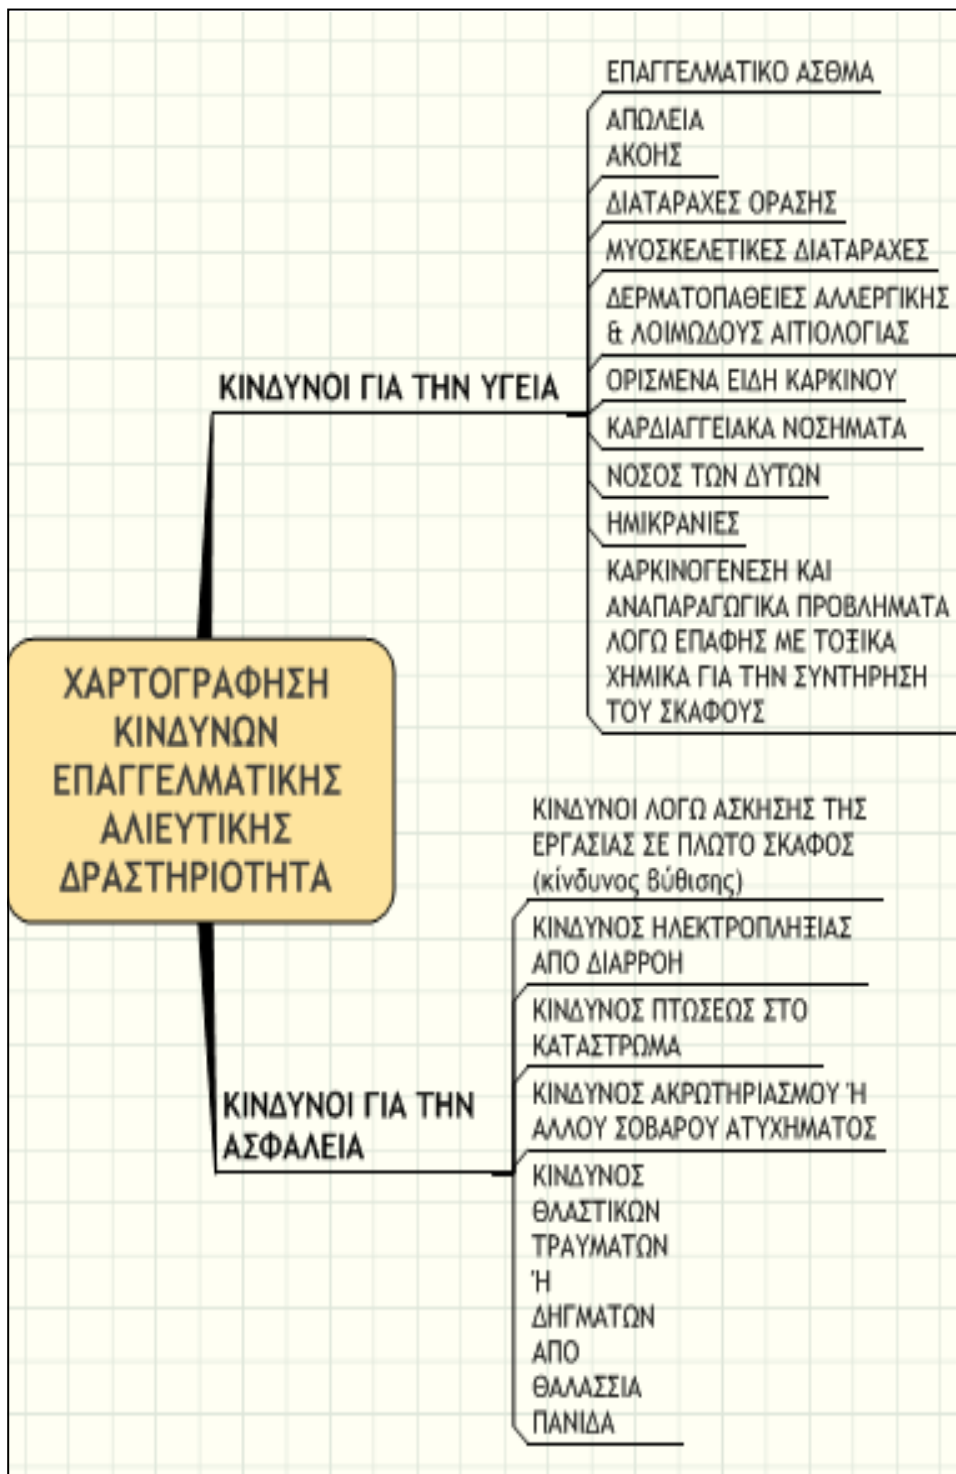 ΕΠΑΓΓΕΛΜΑΤΙΚΟ ΑΣΘΜΑ
ΑΠΩΛΕΙΑ
ΑΚΟΗΣ
ΔΙΑΤΑΡΑΧΕΣ ΟΡΑΣΗΣ
ΜΥΟΣΚΕΛΕΤΙΚΕΣ ΔΙΑΤΑΡΑΧΕΣ
ΔΕΡΜΑΤΟΠΑΘΕΙΕΣ ΑΛΛΕΡΓΙΚΗΣ
& ΛΟΙΜΩΔΟΥΣ ΑΙΤΙΟΛΟΓΙΑΣ
ΚΙΝΔΥΝΟΙ ΓΙΑ ΤΗΝ ΥΓΕΙΑ
ΟΡΙΣΜΕΝΑ ΕΙΔΗ ΚΑΡΚΙΝΟΥ
ΚΑΡΔΙΑΓΓΕΙΑΚΑ ΝΟΣΗΜΑΤΑ
ΝΟΣΟΣ ΤΩΝ ΔΥΤΩΝ
ΗΜΙΚΡΑΝΙΕΣ
ΚΑΡΚΙΝΟΓΕΝΕΣΗ ΚΑΙ
ΑΝΑΠΑΡΑΓΩΓΙΚΑ ΠΡΟΒΛΗΜΑΤΑ
ΛΟΓΩ ΕΠΑΦΗΣ ΜΕ ΤΟΞΙΚΑ
ΧΗΜΙΚΑ ΓΙΑ ΤΗΝ ΣΥΝΤΗΡΗΣΗ
ΤΟΥ ΣΚΑΦΟΥΣ
ΧΑΡΤΟΓΡΑΦΗΣΗ
ΚΙΝΔΥΝΩΝ
ΕΠΑΓΓΕΛΜΑΤΙΚΗΣ
ΑΛΙΕΥΤΙΚΗΣ
ΔΡΑΣΤΗΡΙΟΤΗΤΑ
ΚΙΝΔΥΝΟΙ ΛΟΓΩ ΑΣΚΗΣΗΣ ΤΗΣ
ΕΡΓΑΣΙΑΣ ΣΕ ΠΛΩΤΟ ΣΚΑΦΟΣ
(κίνδυνος βύθισης)
ΚΙΝΔΥΝΟΣ ΗΛΕΚΤΡΟΠΛΗΞΙΑΣ
ΑΠΟ ΔΙΑΡΡΟΗ
ΚΙΝΔΥΝΟΣ ΠΤΩΣΕΩΣ ΣΤΟ
ΚΑΤΑΣΤΡΩΜΑ
ΚΙΝΔΥΝΟΙ ΓΙΑ ΤΗΝ
ΑΣΦΑΛΕΙΑ
ΚΙΝΔΥΝΟΣ ΑΚΡΩΤΗΡΙΑΣΜΟΥ Ή
ΑΛΛΟΥ ΣΟΒΑΡΟΥ ΑΤΥΧΗΜΑΤΟΣ
ΚΙΝΔΥΝΟΣ
ΘΛΑΣΤΙΚΩΝ
ΤΡΑΥΜΑΤΩΝ
Ή
ΔΗΓΜΑΤΩΝ
ΑΠΟ
ΘΑΛΑΣΣΙΑ
ΠΑΝΙΔΑ